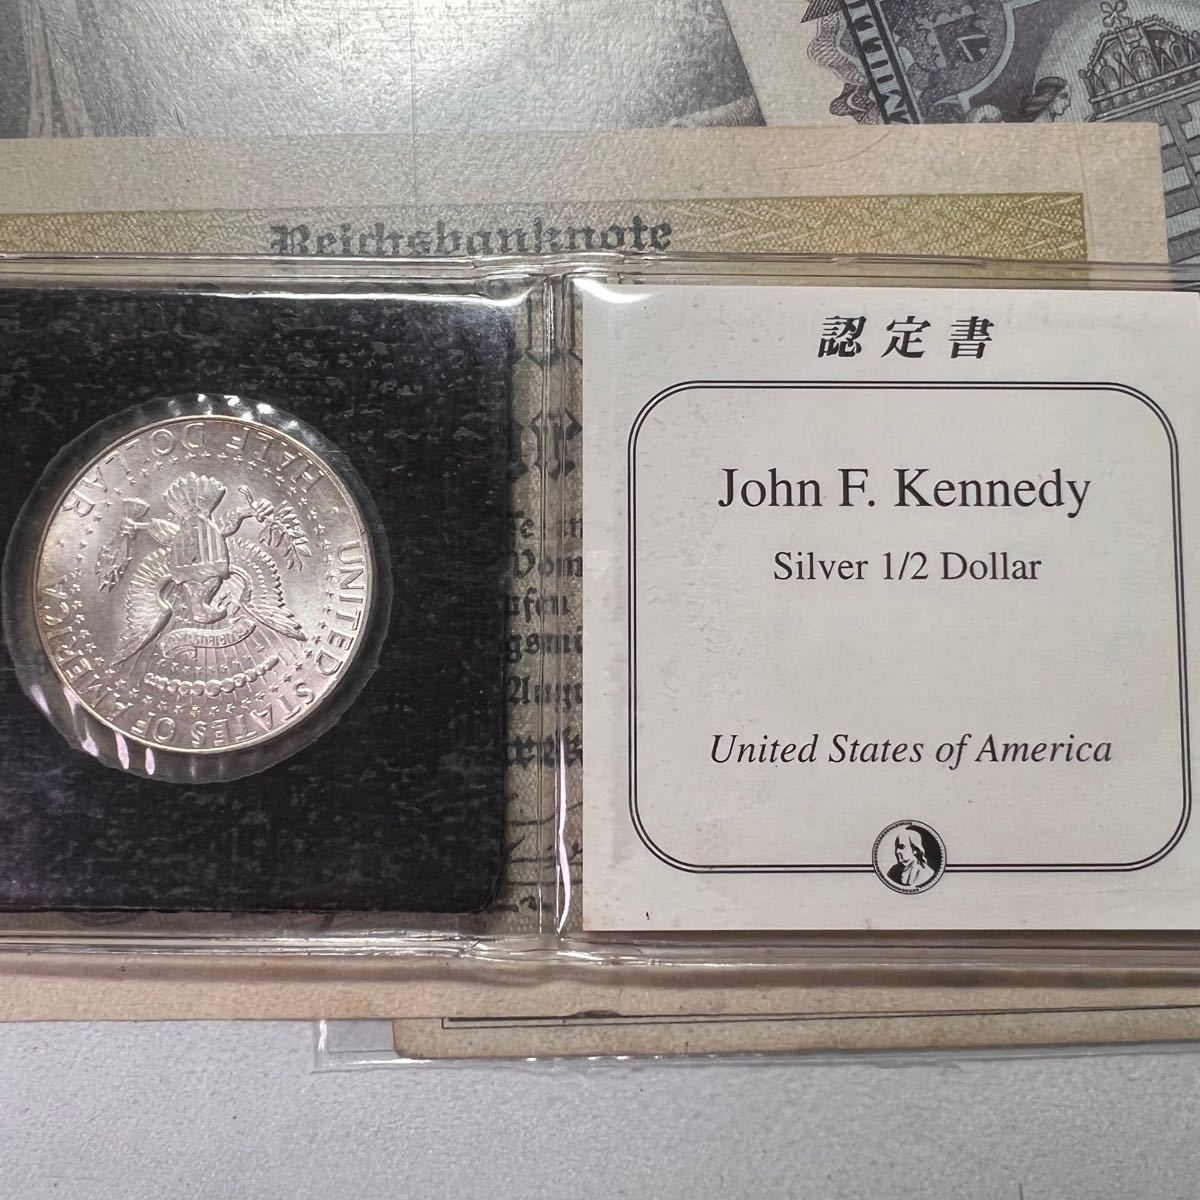 Reichsbanknote
認定書
John F. Kennedy
Silver 1/2 Dollar
United States of America
UNITED STATES OF AMERICA
HALF DOLLAR